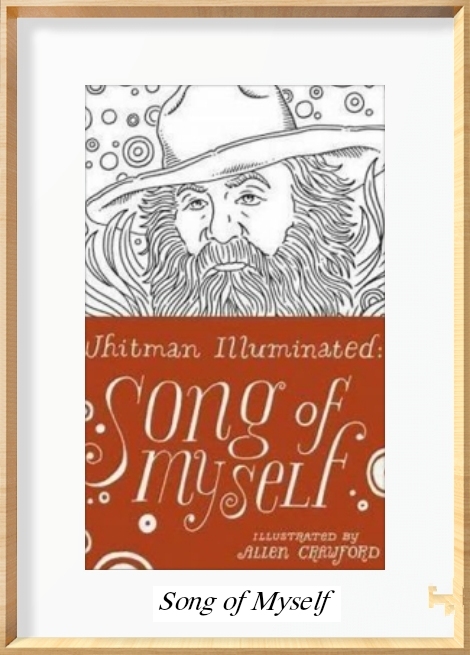 Whitman Illuminated:
Song of
myself
ILLUSTRATED BY
Allen CRAWFORD
Song of Myself